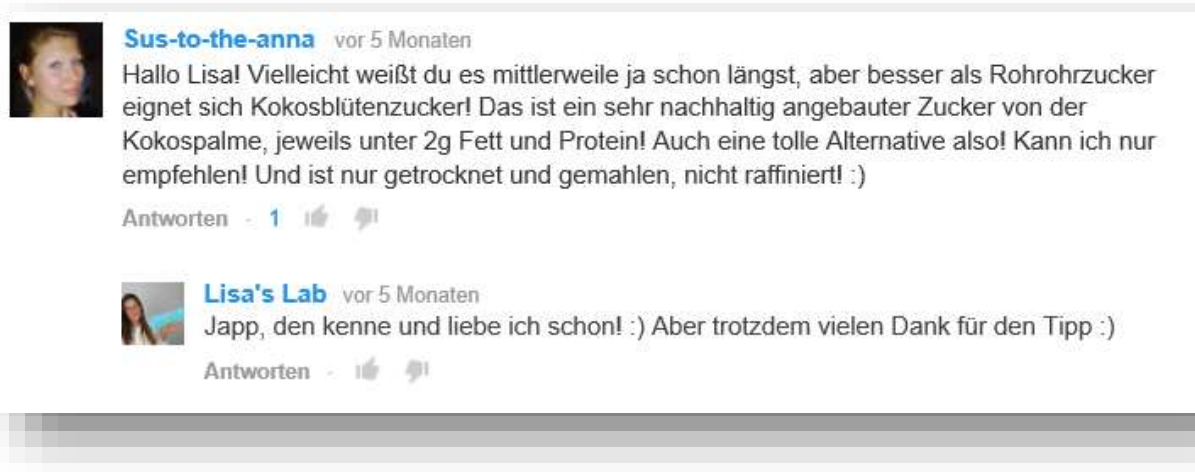 Sus-to-the-anna vor 5 Monaten
Hallo Lisa! Vielleicht weißt du es mittlerweile ja schon längst, aber besser als Rohrohrzucker
eignet sich Kokosblütenzucker! Das ist ein sehr nachhaltig angebauter Zucker von der
Kokospalme, jeweils unter 2g Fett und Protein! Auch eine tolle Alternative also! Kann ich nur
empfehlen! Und ist nur getrocknet und gemahlen, nicht raffiniert! :)
Antworten · 1
Lisa's Lab vor 5 Monaten
Japp, den kenne und liebe ich schon! :) Aber trotzdem vielen Dank für den Tipp :)
Antworten ·